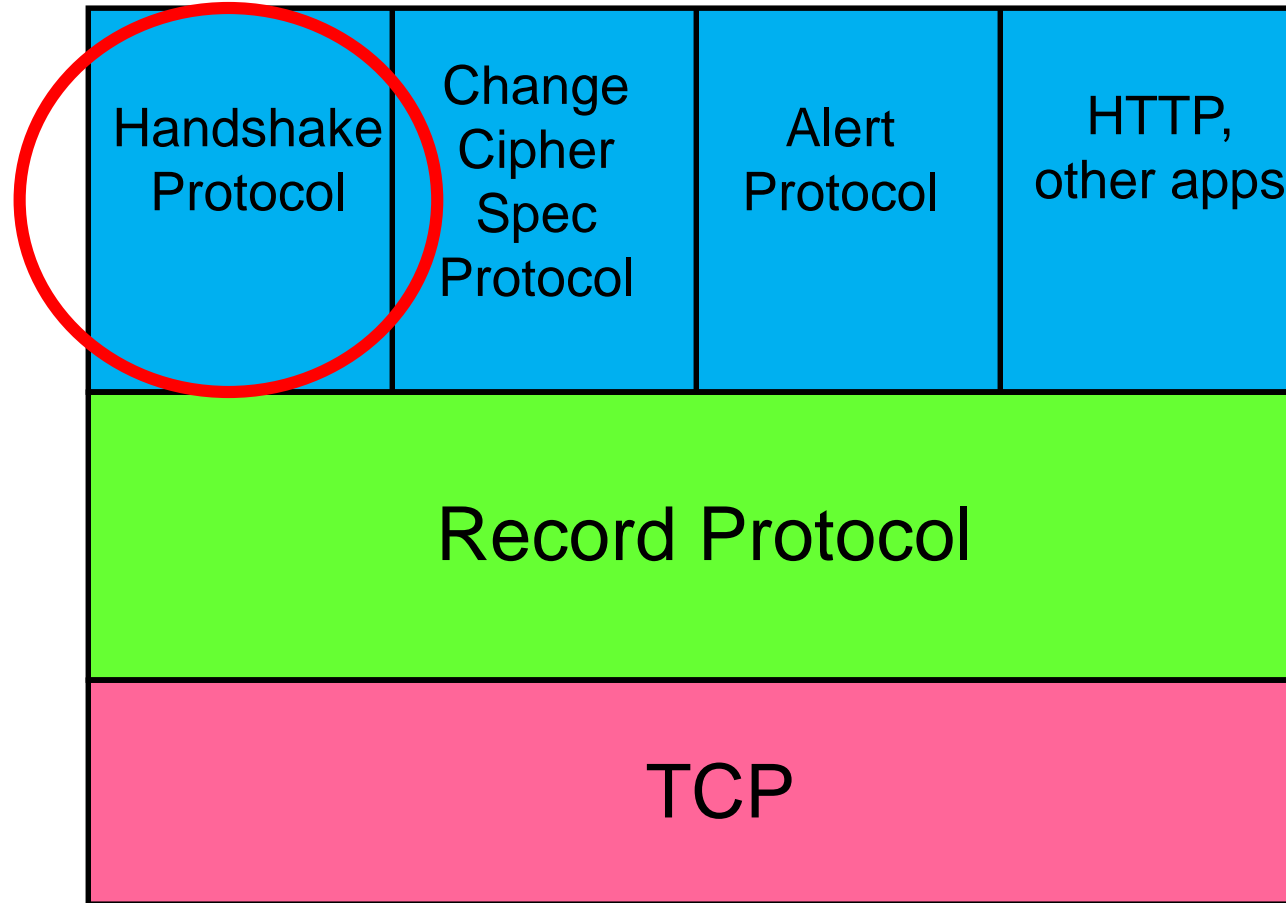 Handshake
Protocol
Change
Cipher
Spec
Protocol
Alert
Protocol
HTTP,
other apps
Record Protocol
TCP